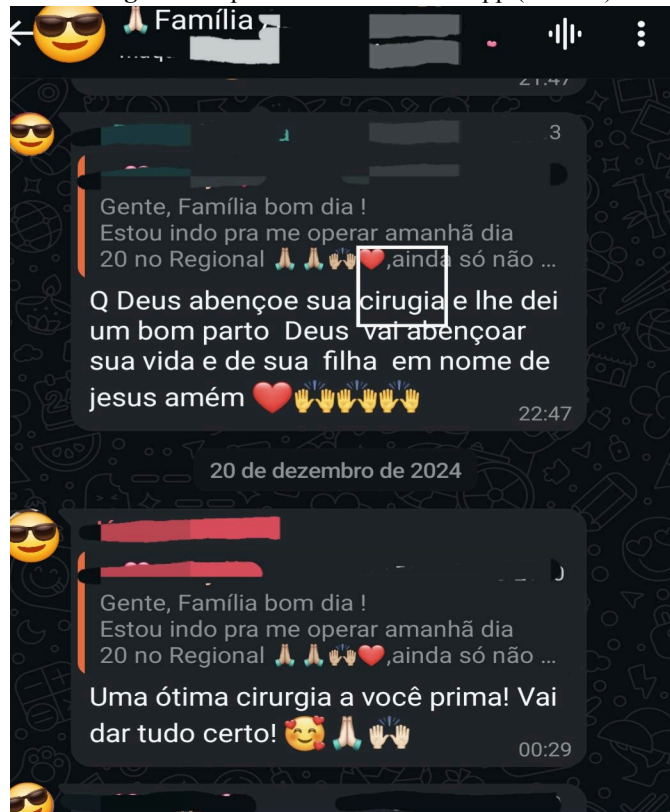 🙏🏼Família
21:47
3
Gente, Família bom dia !
Estou indo pra me operar amanhã dia
20 no Regional 🙏🏼🙏🏼🙌🏻❤️,ainda só não ...
Q Deus abençoe sua cirugia e lhe dei
um bom parto Deus vai abençoar
sua vida e de sua filha em nome de
jesus amém ❤️🙌🙌🙌🙌
22:47
20 de dezembro de 2024
Gente, Família bom dia !
Estou indo pra me operar amanhã dia
20 no Regional 🙏🏼🙏🏼🙌🏻❤️,ainda só não ...
Uma ótima cirurgia a você prima! Vai
dar tudo certo! 🥰🙏🏼🙌🏻
00:29